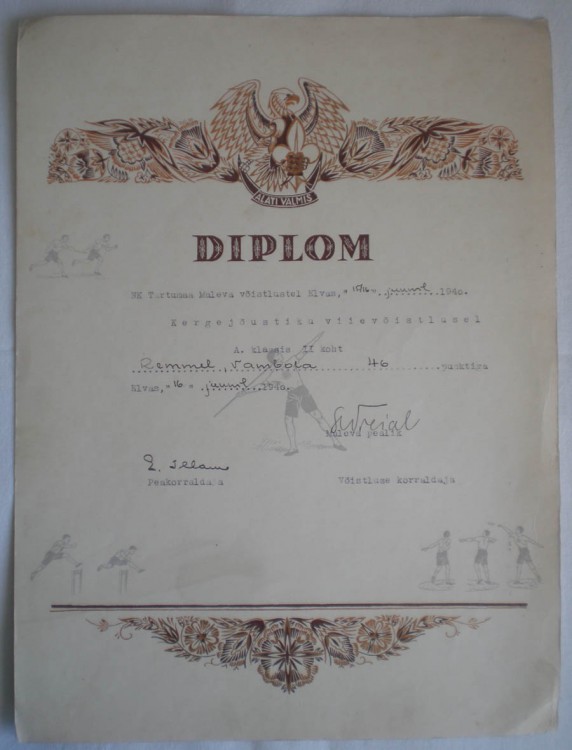 ALATI VALMIS
DIPLOM
NK Tartumaa Maleva võistlustel Elvas, "15/16" juunil 1940.
Kergejõustiku viievõistlusel
A. klassis II koht
Remmel, Vambola 46 punktiga
Elvas, "16" juunil 1940.
Maleva pealik
Peakorraldaja
Võistluse korraldaja